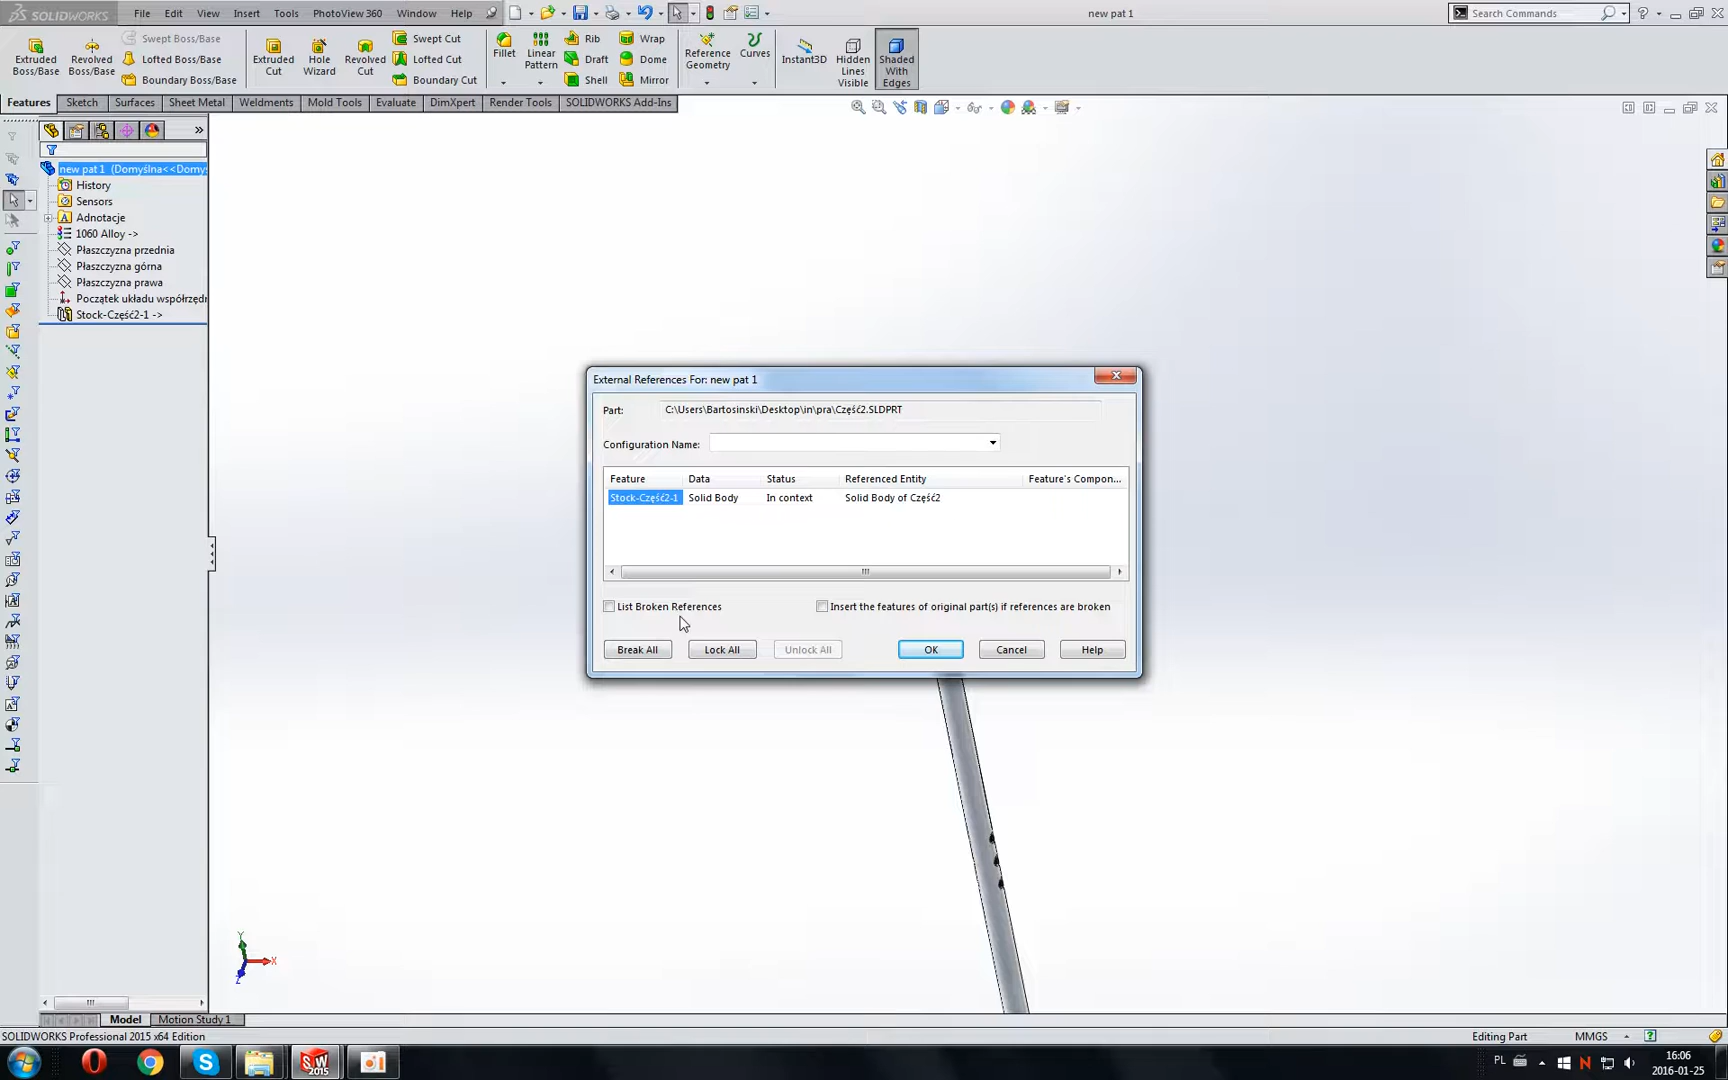 SOLIDWORKS File Edit View Insert Tools PhotoView 360 Window Help new pat 1 Search Commands
Extruded Boss/Base Revolved Boss/Base Swept Boss/Base Lofted Boss/Base Boundary Boss/Base Extruded Cut Hole Wizard Revolved Cut Swept Cut Lofted Cut Boundary Cut Fillet Linear Pattern Rib Draft Shell Wrap Dome Mirror Reference Geometry Curves Instant3D Hidden Lines Visible Shaded With Edges
Features Sketch Surfaces Sheet Metal Weldments Mold Tools Evaluate DimXpert Render Tools SOLIDWORKS Add-Ins
new pat 1 (Domyślna<<Domyś
History
Sensors
Adnotacje
1060 Alloy ->
Płaszczyzna przednia
Płaszczyzna górna
Płaszczyzna prawa
Początek układu współrzędn
Stock-Część2-1 ->
External References For: new pat 1
Part: C:\Users\Bartosinski\Desktop\in\pra\Część2.SLDPRT
Configuration Name:
Feature Data Status Referenced Entity Feature's Compon...
Stock-Część2-1 Solid Body In context Solid Body of Część2
List Broken References Insert the features of original part(s) if references are broken
Break All Lock All Unlock All OK Cancel Help
Y
X
Z
Model Motion Study 1
SOLIDWORKS Professional 2015 x64 Edition Editing Part MMGS
PL 16:06
2016-01-25